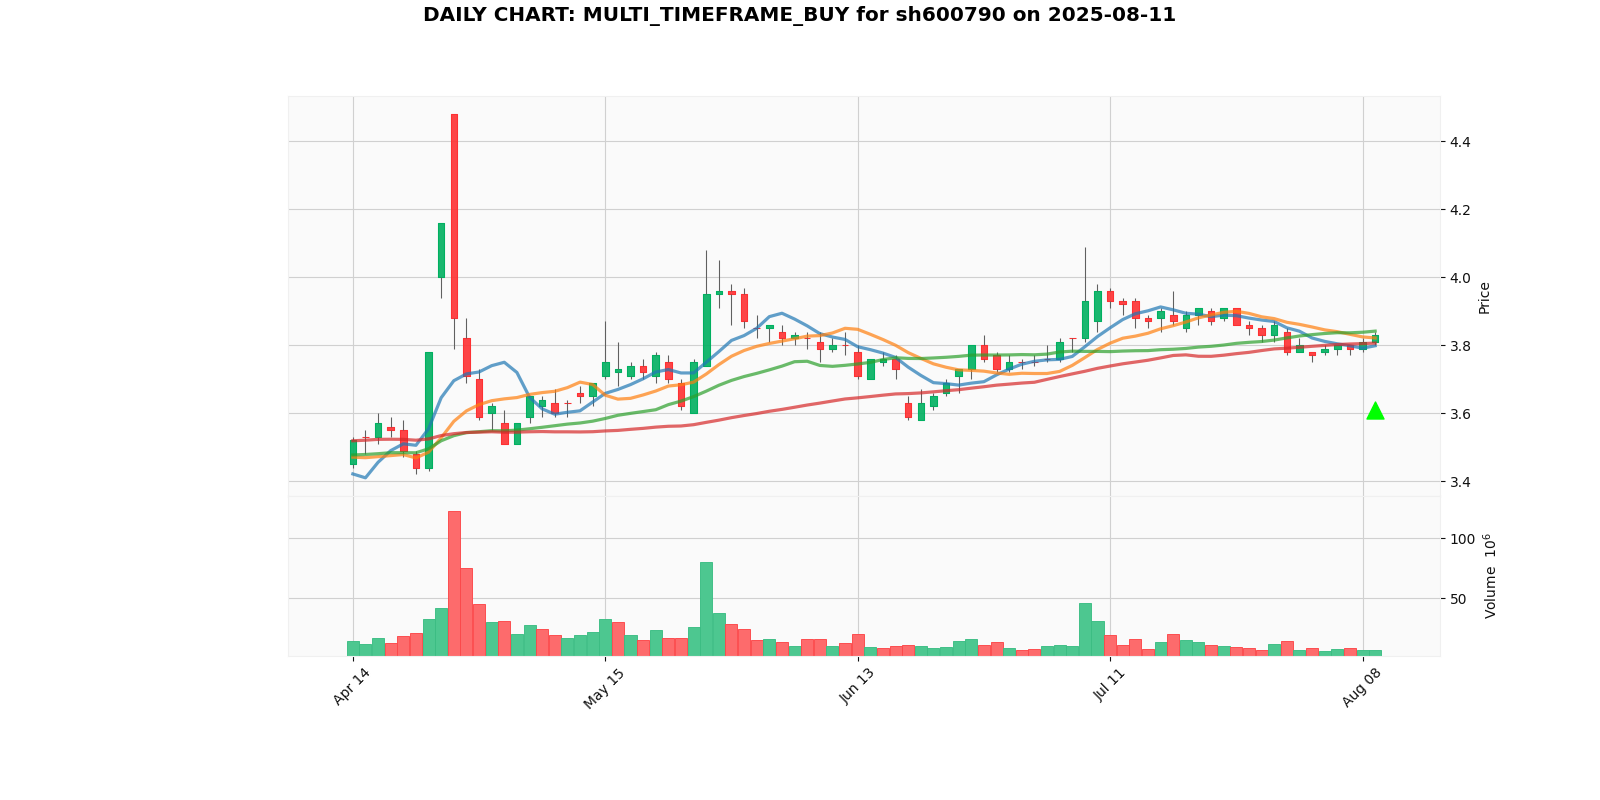 DAILY CHART: MULTI_TIMEFRAME_BUY for sh600790 on 2025-08-11
4.4
4.2
4.0
3.8
3.6
3.4
Price
100
50
Volume 10⁶
Apr 14
May 15
Jun 13
Jul 11
Aug 08